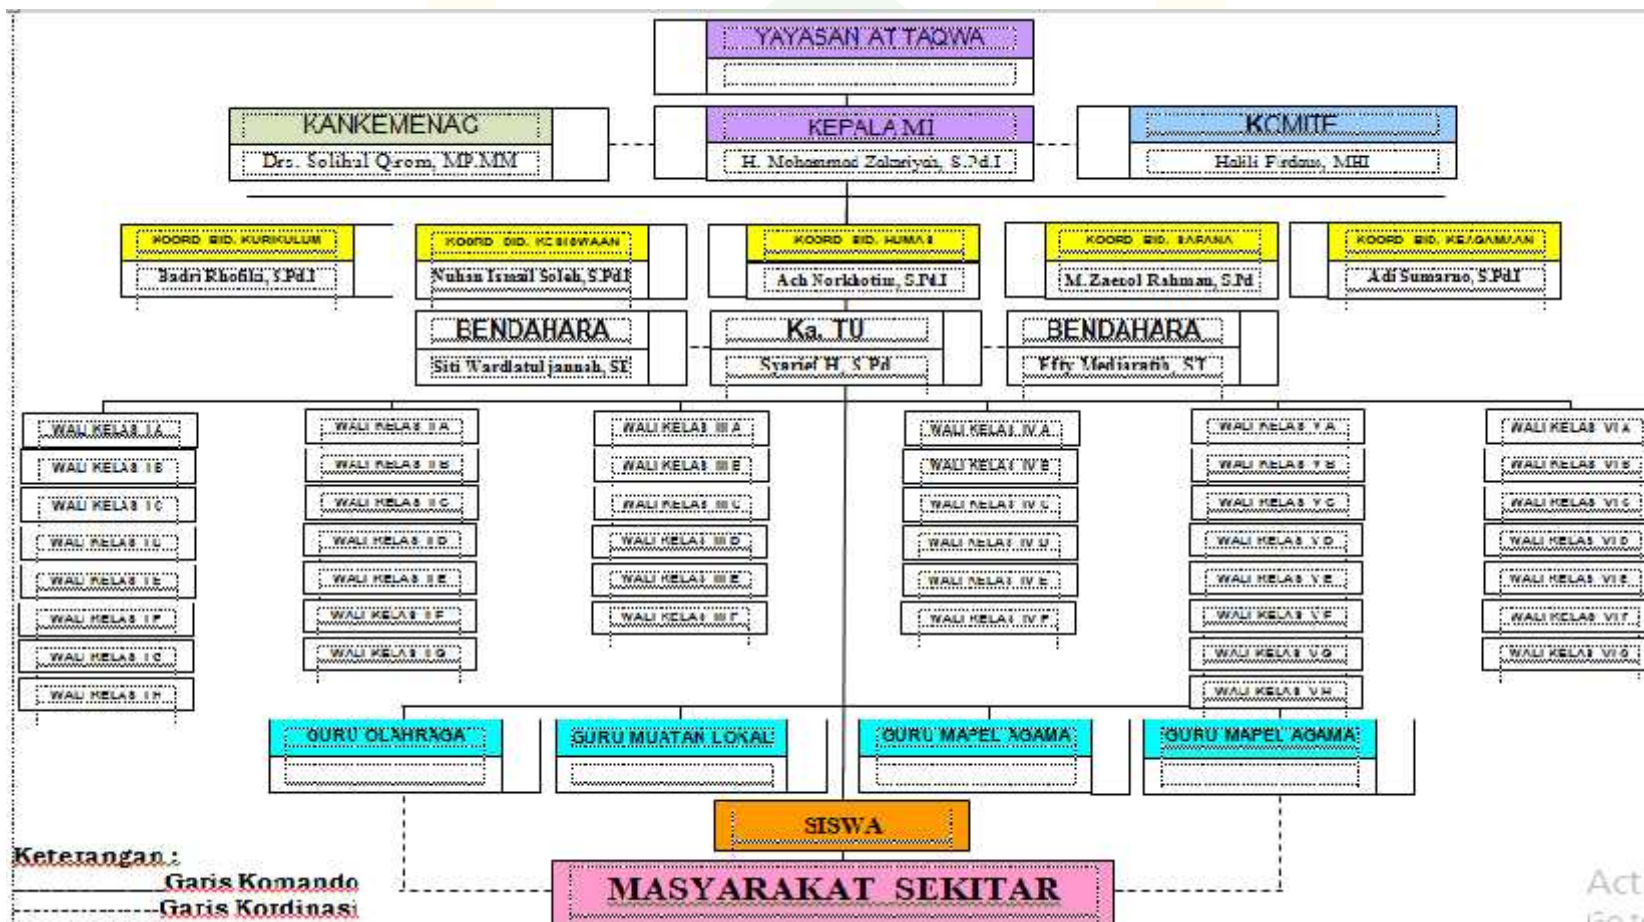 YAYASAN AT TAQWA
KANKEMENAG
KEPALA MI
KOMITE
Drs. Solihul Qirom, MP.MM
H. Mohammad Zakariyah, S.Pd.I
Halili Firdaus, MHI
KOORD BID. KURIKULUM
KOORD BID. KESISWAAN
KOORD BID. HUMAS
KOORD BID. SARANA
KOORD BID. KEAGAMAAN
Badri Rhofiki, S.Pd.I
Nuhan Ismail Soleh, S.Pd.I
Ach Norkhotim, S.Pd.I
M. Zaenol Rahman, S.Pd
Adi Sumarno, S.Pd.I
BENDAHARA
Ka. TU
BENDAHARA
Siti Wardlatul jannah, SE
Syarief H, S.Pd
Effy Mediaratih, ST
WALI KELAS I A
WALI KELAS I B
WALI KELAS I C
WALI KELAS I D
WALI KELAS I E
WALI KELAS I F
WALI KELAS I G
WALI KELAS I H
WALI KELAS II A
WALI KELAS II B
WALI KELAS II C
WALI KELAS II D
WALI KELAS II E
WALI KELAS II F
WALI KELAS II G
WALI KELAS III A
WALI KELAS III B
WALI KELAS III C
WALI KELAS III D
WALI KELAS III E
WALI KELAS III F
WALI KELAS IV A
WALI KELAS IV B
WALI KELAS IV C
WALI KELAS IV D
WALI KELAS IV E
WALI KELAS IV F
WALI KELAS V A
WALI KELAS V B
WALI KELAS V C
WALI KELAS V D
WALI KELAS V E
WALI KELAS V F
WALI KELAS V G
WALI KELAS V H
WALI KELAS VI A
WALI KELAS VI B
WALI KELAS VI C
WALI KELAS VI D
WALI KELAS VI E
WALI KELAS VI F
WALI KELAS VI G
GURU OLAHRAGA
GURU MUATAN LOKAL
GURU MAPEL AGAMA
GURU MAPEL AGAMA
SISWA
MASYARAKAT SEKITAR
Keterangan :
Garis Komando
Garis Kordinasi
Act